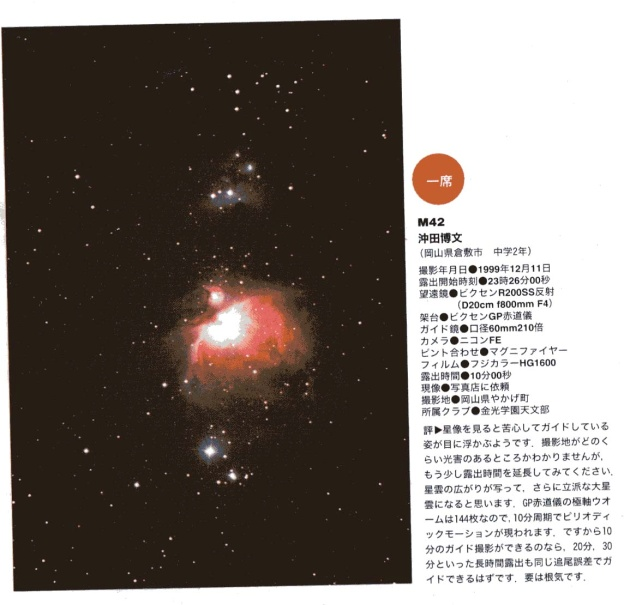 一席
M42
沖田博文
(岡山県倉敷市　中学2年)
撮影年月日●1999年12月11日
露出開始時刻●23時26分00秒
望遠鏡●ビクセンR200SS反射
(D20cm f800mm F4)
架台●ビクセンGP赤道儀
ガイド鏡●口径60mm210倍
カメラ●ニコンFE
ピント合わせ●マグニファイヤー
フィルム●フジカラーHG1600
露出時間●10分00秒
現像●写真店に依頼
撮影地●岡山県やかげ町
所属クラブ●金光学園天文部
評▶星像を見ると苦心してガイドしている
姿が目に浮かぶようです．撮影地がどのく
らい光害のあるところかわかりませんが，
もう少し露出時間を延長してみてください．
星雲の広がりが写って，さらに立派な大星
雲になると思います．GP赤道儀の極軸ウオ
ームは144枚なので，10分周期でピリオディ
ックモーションが現われます．ですから10
分のガイド撮影ができるのなら，20分，30
分といった長時間露出も同じ追尾誤差でガ
イドできるはずです．要は根気です．